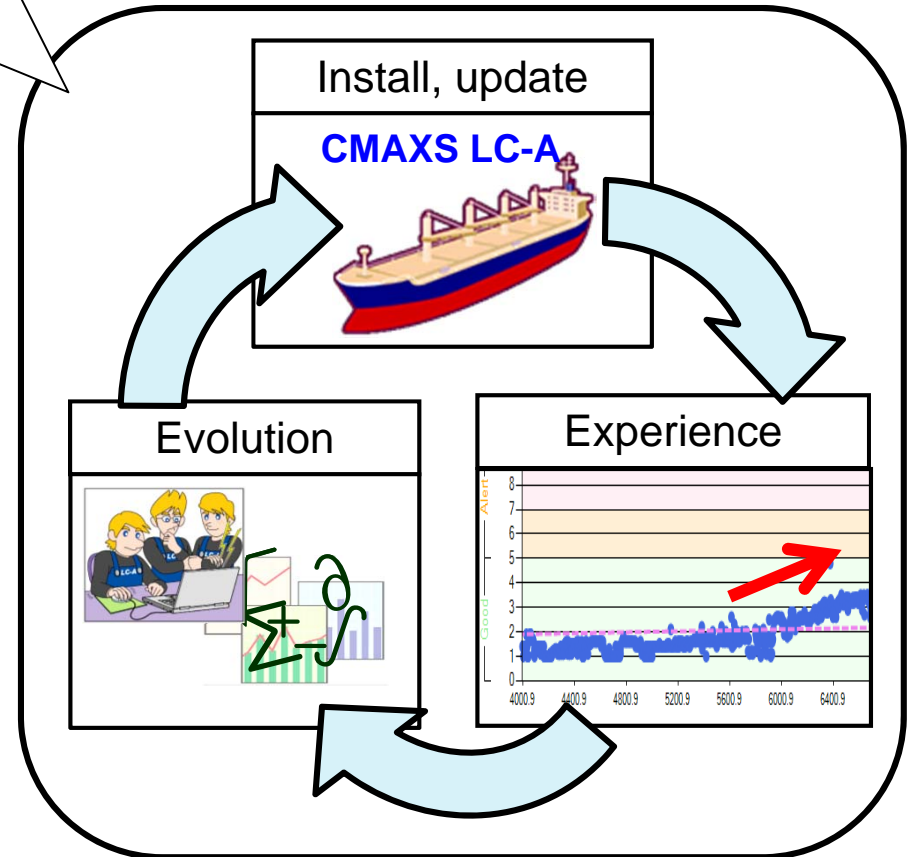 Install, update
CMAXS LC-A
Evolution
LC-A
Σ + - ∫ ∂
Experience
Alert
Good
8
7
6
5
4
3
2
1
0
4000.9 4400.9 4800.9 5200.9 5600.9 6000.9 6400.9